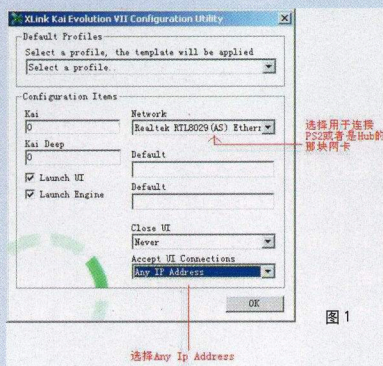 XLink Kai Evolution VII Configuration Utility
Default Profiles
Select a profile, the template will be applied
Select a profile.
Configuration Items
Kai
0
Kai Deep
0
Launch UI
Launch Engine
Network
Realtek RTL8029(AS) Ethern
Default
Default
Close UI
Never
Accept UI Connections
Any IP Address
OK
选择用于连接
PS2或者是Hub的
那块网卡
图1
选择Any Ip Address